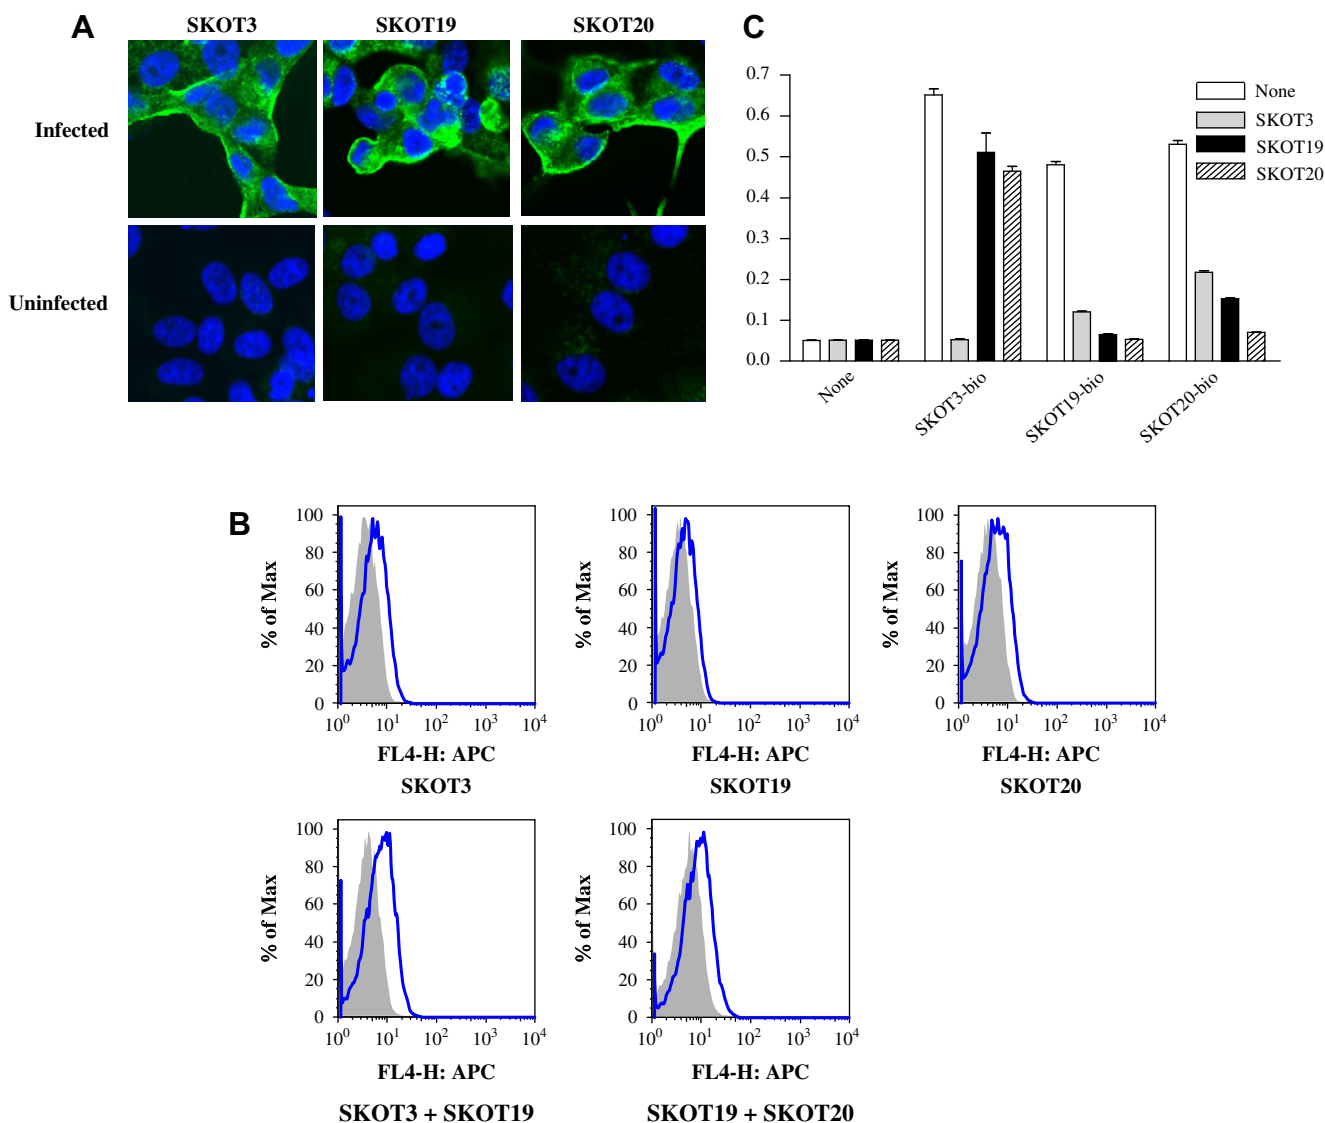 A
SKOT3
SKOT19
SKOT20
Infected
Uninfected
C
0.7
0.6
0.5
0.4
0.3
0.2
0.1
0.0
None
SKOT3
SKOT19
SKOT20
None
SKOT3-bio
SKOT19-bio
SKOT20-bio
B
100
80
60
40
20
0
% of Max
10⁰ 10¹ 10² 10³ 10⁴
FL4-H: APC
SKOT3
100
80
60
40
20
0
% of Max
10⁰ 10¹ 10² 10³ 10⁴
FL4-H: APC
SKOT19
100
80
60
40
20
0
% of Max
10⁰ 10¹ 10² 10³ 10⁴
FL4-H: APC
SKOT20
100
80
60
40
20
0
% of Max
10⁰ 10¹ 10² 10³ 10⁴
FL4-H: APC
SKOT3 + SKOT19
100
80
60
40
20
0
% of Max
10⁰ 10¹ 10² 10³ 10⁴
FL4-H: APC
SKOT19 + SKOT20